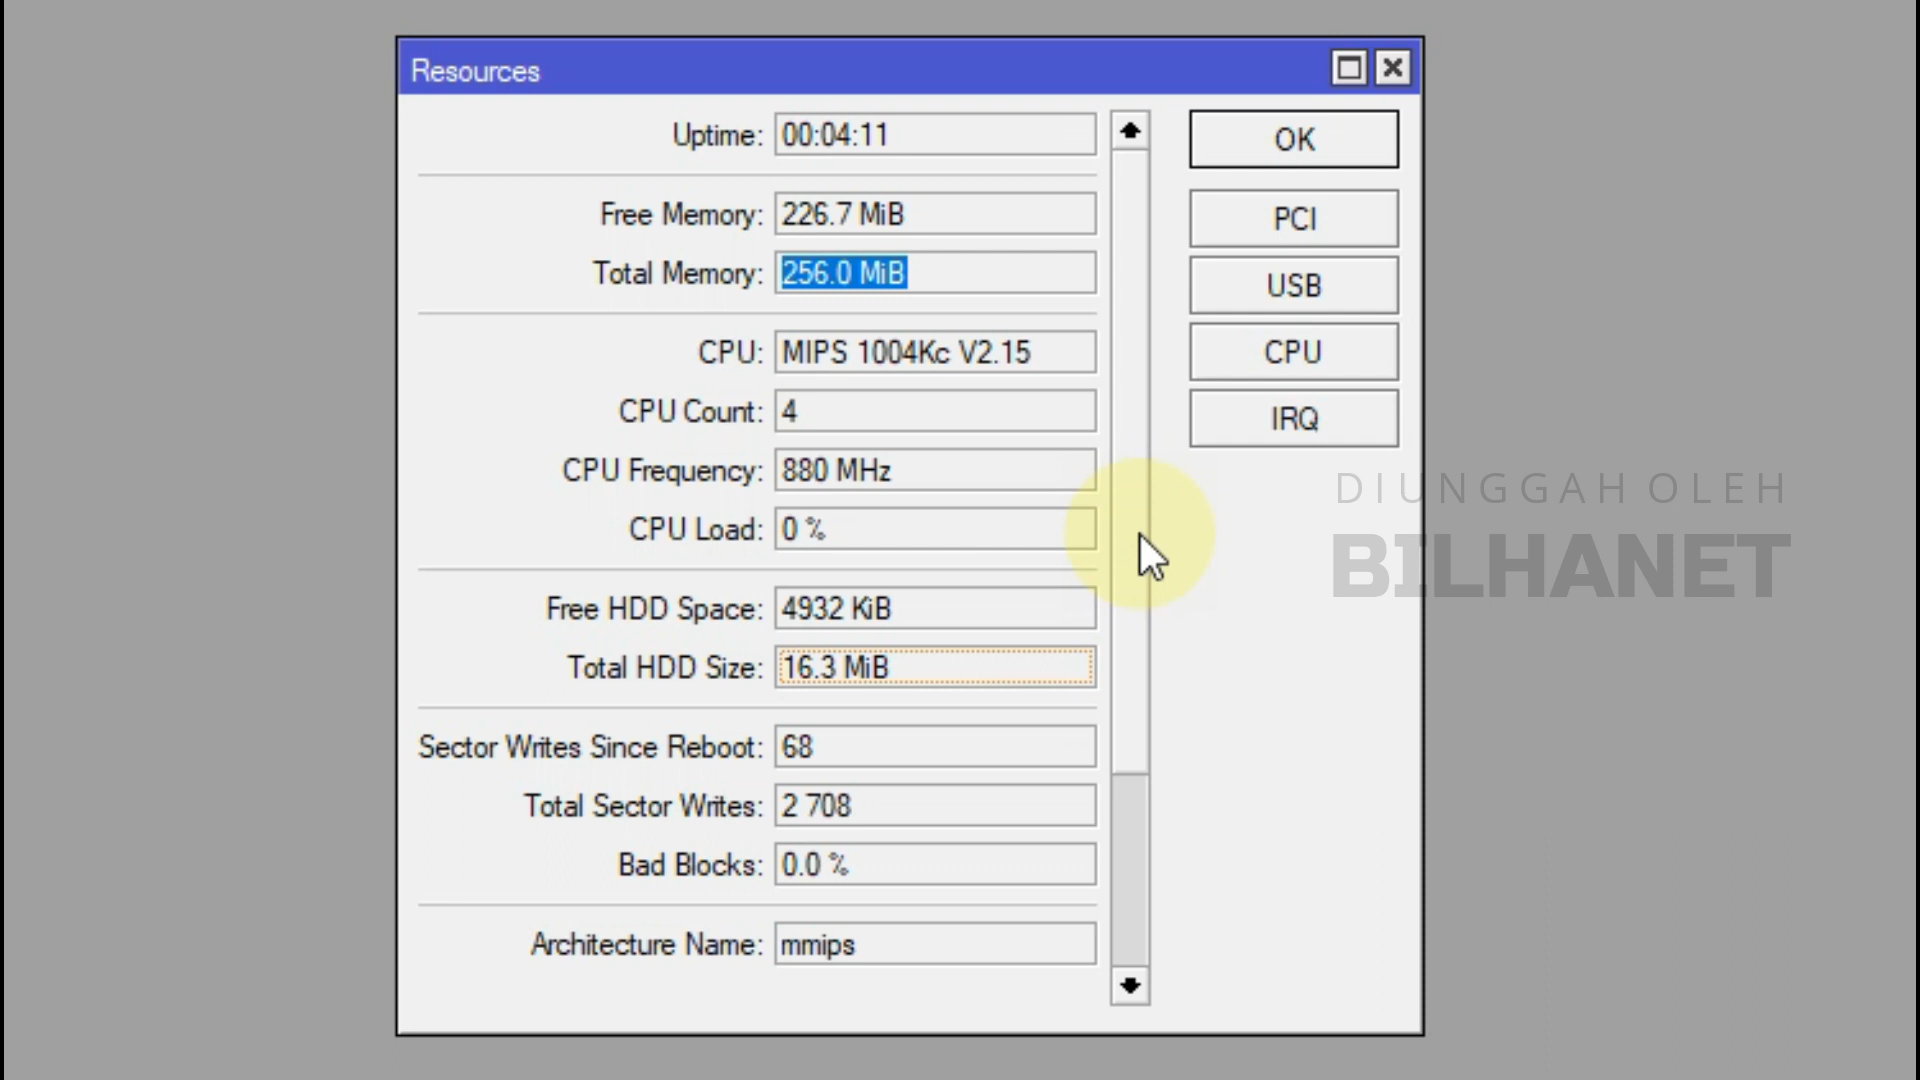 Resources
Uptime: 00:04:11
Free Memory: 226.7 MiB
Total Memory: 256.0 MiB
CPU: MIPS 1004Kc V2.15
CPU Count: 4
CPU Frequency: 880 MHz
CPU Load: 0 %
Free HDD Space: 4932 KiB
Total HDD Size: 16.3 MiB
Sector Writes Since Reboot: 68
Total Sector Writes: 2 708
Bad Blocks: 0.0 %
Architecture Name: mmips
OK
PCI
USB
CPU
IRQ
DIUNGGAH OLEH
BILHANET